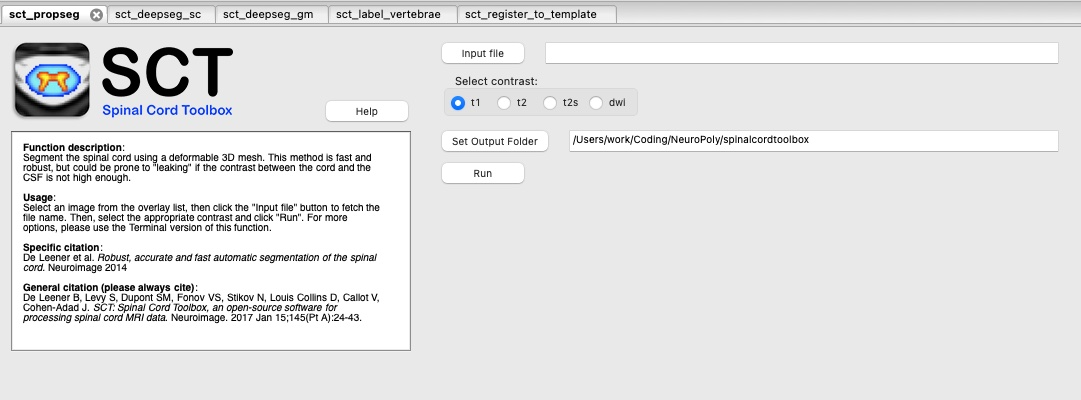 sct_propseg
sct_deepseg_sc
sct_deepseg_gm
sct_label_vertebrae
sct_register_to_template
SCT
Spinal Cord Toolbox
Help
Function description:
Segment the spinal cord using a deformable 3D mesh. This method is fast and
robust, but could be prone to "leaking" if the contrast between the cord and the
CSF is not high enough.
Usage:
Select an image from the overlay list, then click the "Input file" button to fetch the
file name. Then, select the appropriate contrast and click "Run". For more
options, please use the Terminal version of this function.
Specific citation:
De Leener et al. Robust, accurate and fast automatic segmentation of the spinal
cord. Neuroimage 2014
General citation (please always cite):
De Leener B, Levy S, Dupont SM, Fonov VS, Stikov N, Louis Collins D, Callot V,
Cohen-Adad J. SCT: Spinal Cord Toolbox, an open-source software for
processing spinal cord MRI data. Neuroimage. 2017 Jan 15;145(Pt A):24-43.
Input file
Select contrast:
t1 t2 t2s dwi
Set Output Folder /Users/work/Coding/NeuroPoly/spinalcordtoolbox
Run